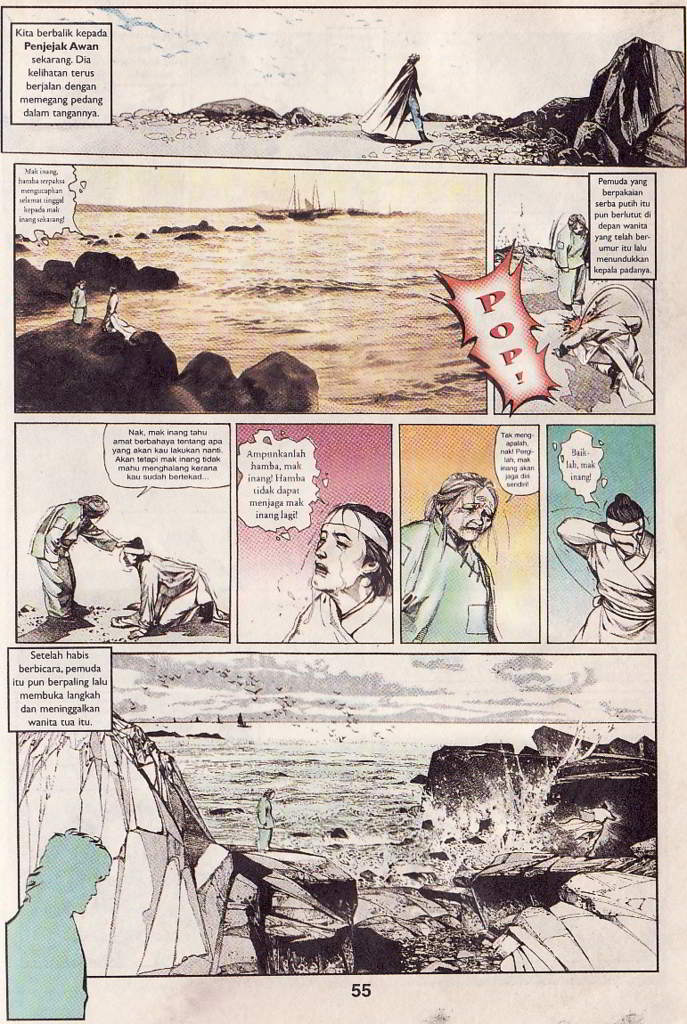 Kita berbalik kepada
Penjejak Awan
sekarang. Dia
kelihatan terus
berjalan dengan
memegang pedang
dalam tangannya.
Mak inang,
hamba terpaksa
mengucapkan
selamat tinggal
kepada mak
inang sekarang!
Pemuda yang
berpakaian
serba putih itu
pun berlutut di
depan wanita
yang telah ber-
umur itu lalu
menundukkan
kepala padanya.
POP!
Nak, mak inang tahu
amat berbahaya tentang apa
yang akan kau lakukan nanti.
Akan tetapi mak inang tidak
mahu menghalang kerana
kau sudah bertekad...
Ampunkanlah
hamba, mak
inang! Hamba
tidak dapat
menjaga mak
inang lagi!
Tak meng-
apalah,
nak! Pergi-
lah, mak
inang akan
jaga diri
sendiri!
Baik-
lah, mak
inang!
Setelah habis
berbicara, pemuda
itu pun berpaling lalu
membuka langkah
dan meninggalkan
wanita tua itu.
55